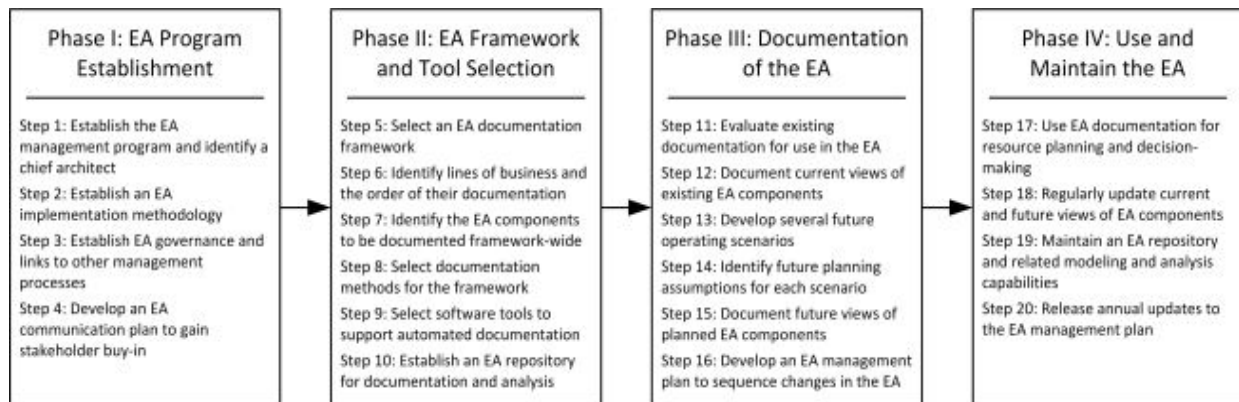 Phase I: EA Program
Establishment
Step 1: Establish the EA
management program and identify a
chief architect
Step 2: Establish an EA
implementation methodology
Step 3: Establish EA governance and
links to other management
processes
Step 4: Develop an EA
communication plan to gain
stakeholder buy-in
Phase II: EA Framework
and Tool Selection
Step 5: Select an EA documentation
framework
Step 6: Identify lines of business and
the order of their documentation
Step 7: Identify the EA components
to be documented framework-wide
Step 8: Select documentation
methods for the framework
Step 9: Select software tools to
support automated documentation
Step 10: Establish an EA repository
for documentation and analysis
Phase III: Documentation
of the EA
Step 11: Evaluate existing
documentation for use in the EA
Step 12: Document current views of
existing EA components
Step 13: Develop several future
operating scenarios
Step 14: Identify future planning
assumptions for each scenario
Step 15: Document future views of
planned EA components
Step 16: Develop an EA management
plan to sequence changes in the EA
Phase IV: Use and
Maintain the EA
Step 17: Use EA documentation for
resource planning and decision-
making
Step 18: Regularly update current
and future views of EA components
Step 19: Maintain an EA repository
and related modeling and analysis
capabilities
Step 20: Release annual updates to
the EA management plan